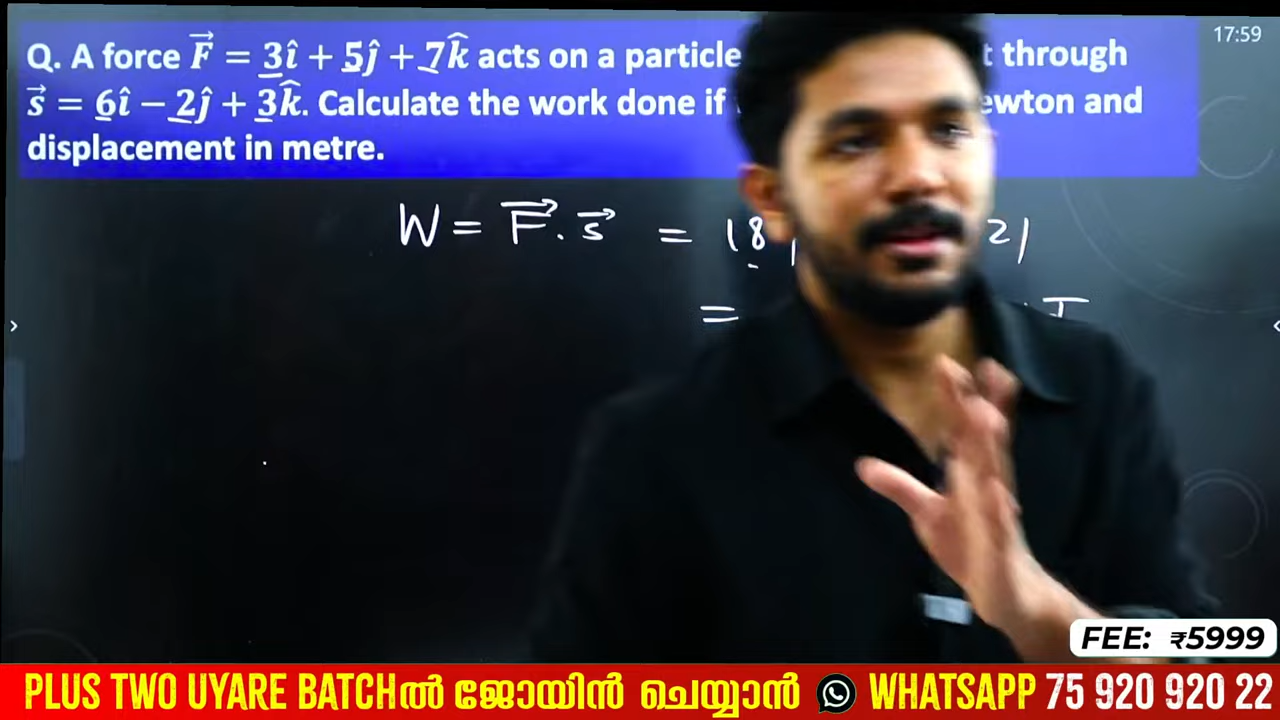 17:59
Q. A force F⃗ = 3î + 5ĵ + 7k̂ acts on a particle t through
s⃗ = 6î − 2ĵ + 3k̂. Calculate the work done if ewton and
displacement in metre.
W = F⃗ . s⃗ = 18 21
= J
FEE: ₹5999
PLUS TWO UYARE BATCHൽ ജോയിൻ ചെയ്യാൻ WHATSAPP 75 920 920 22